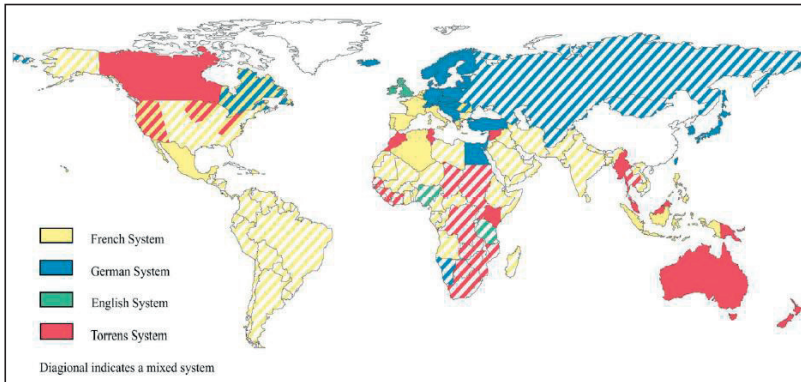 French System
German System
English System
Torrens System
Diagional indicates a mixed system